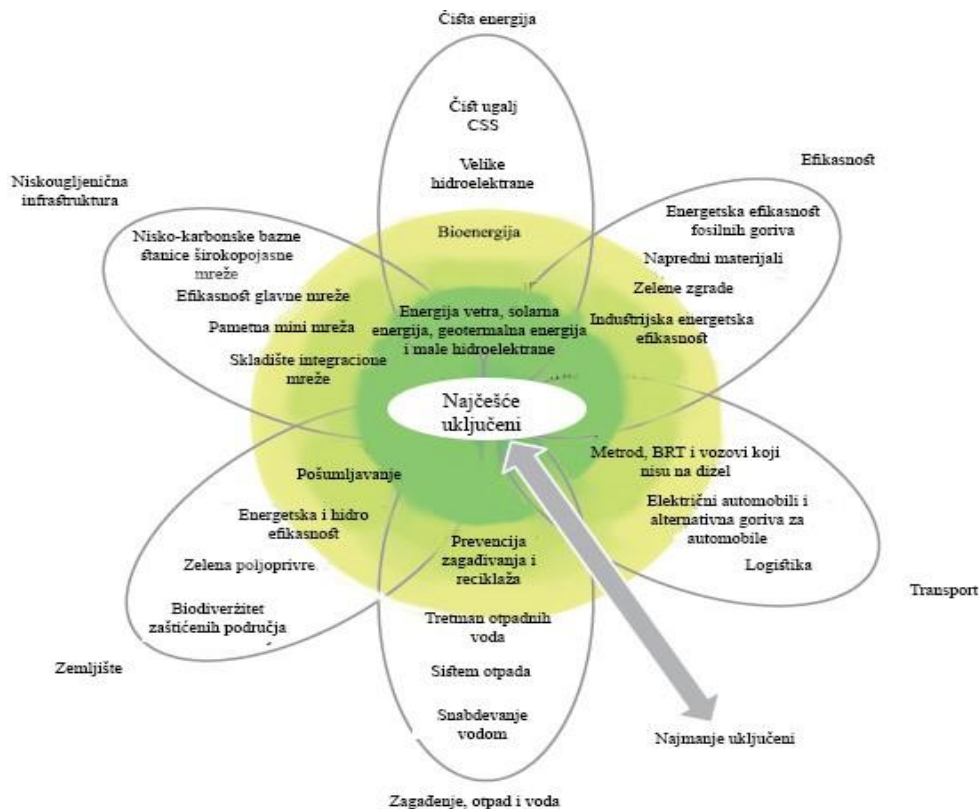 Čista energija
Čist ugalj
CSS
Velike
hidroelektrane
Bioenergija
Energija vetra, solarna
energija, geotermalna energija
i male hidroelektrane
Efikasnost
Energetska efikasnost
fosilnih goriva
Napredni materijali
Zelene zgrade
Industrijska energetska
efikasnost
Niskougljenična
infrastruktura
Nisko-karbonske bazne
stanice širokopojasne
mreže
Efikasnost glavne mreže
Pametna mini mreža
Skladište integracione
mreže
Najčešće
uključeni
Metrod, BRT i vozovi koji
nisu na dizel
Električni automobili i
alternativna goriva za
automobile
Logistika
Transport
Pošumljavanje
Energetska i hidro
efikasnost
Zelena poljoprivre.
Biodiveržitet
zaštićenih područja
Zemljište
Prevencija
zagađivanja i
reciklaža
Tretman otpadnih
voda
Sistem otpada
Snabdevanje
vodom
Zagađenje, otpad i voda
Najmanje uključeni